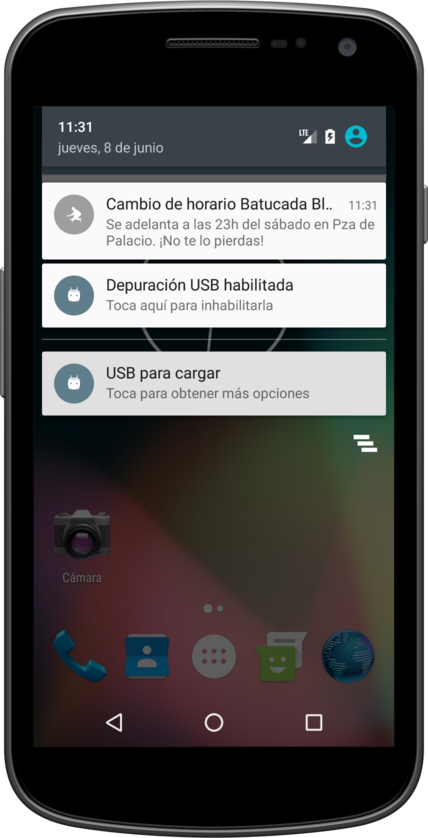 11:31
jueves, 8 de junio
LTE
Cambio de horario Batucada Bl.. 11:31
Se adelanta a las 23h del sábado en Pza de
Palacio. ¡No te lo pierdas!
Depuración USB habilitada
Toca aquí para inhabilitarla
USB para cargar
Toca para obtener más opciones
Cámara